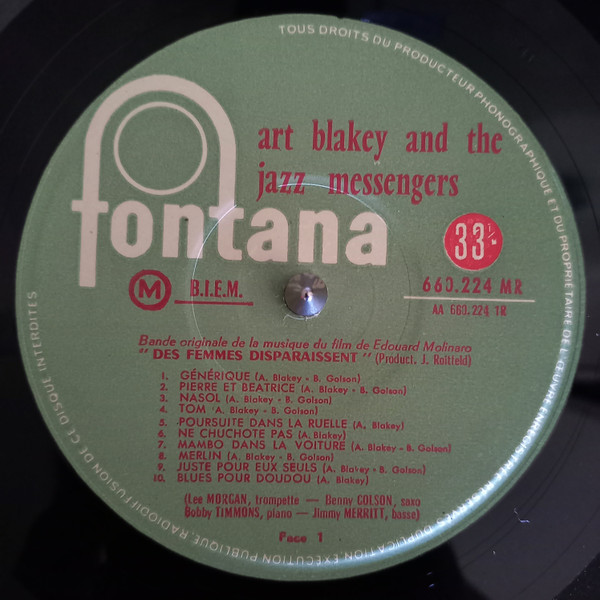 TOUS DROITS DU PRODUCTEUR PHONOGRAPHIQUE ET DU PROPRIÉTAIRE DE L'ŒUVRE ENREGISTRÉE RÉSERVÉS. DUPLICATION, EXÉCUTION PUBLIQUE, RADIODIFFUSION DE CE DISQUE INTERDITES
art blakey and the
jazz messengers
fontana
33
M B.I.E.M.
660.224 MR
AA 660.224 1R
Bande originale de la musique du film de Edouard Molinaro
" DES FEMMES DISPARAISSENT " (Product. J. Roitfeld)
1. GÉNÉRIQUE (A. Blakey - B. Golson)
2. PIERRE ET BEATRICE (A. Blakey - B. Golson)
3. NASOL (A. Blakey - B. Golson)
4. TOM (A. Blakey - B. Golson)
5. POURSUITE DANS LA RUELLE (A. Blakey)
6. NE CHUCHOTE PAS (A. Blakey)
7. MAMBO DANS LA VOITURE (A. Blakey - B. Golson)
8. MERLIN (A. Blakey - B. Golson)
9. JUSTE POUR EUX SEULS (A. Blakey - B. Golson)
10. BLUES POUR DOUDOU (A. Blakey)
(Lee MORGAN, trompette — Benny GOLSON, saxo
Bobby TIMMONS, piano — Jimmy MERRITT, basse)
Face 1